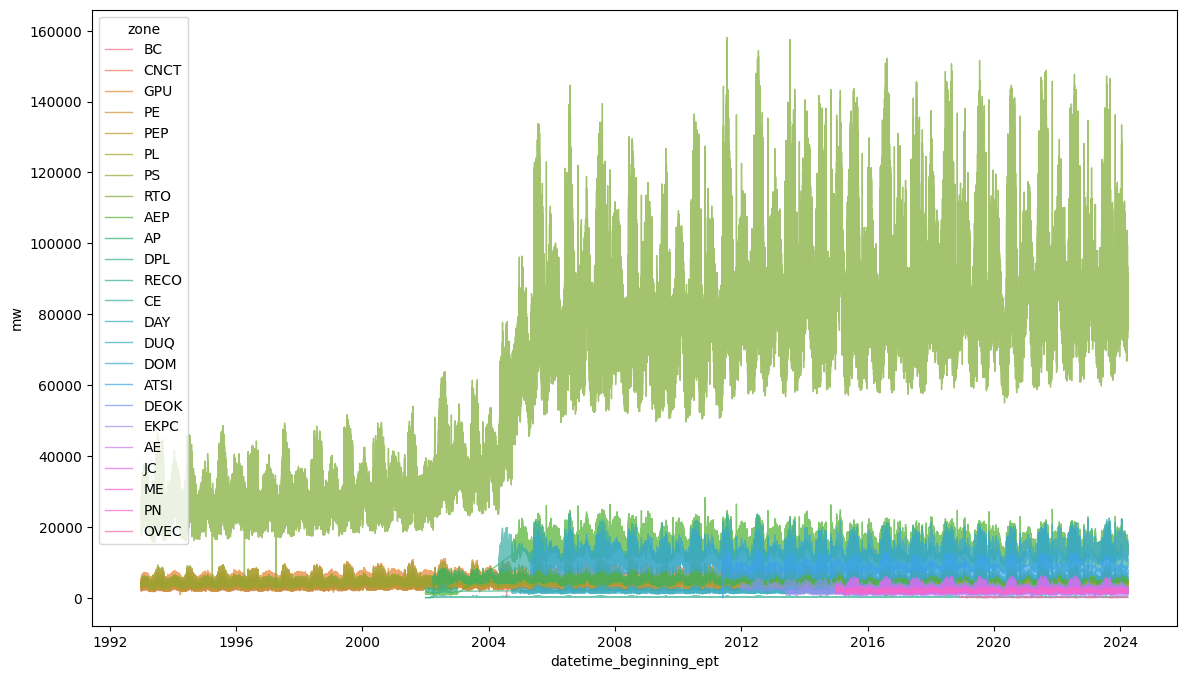 160000
140000
120000
100000
80000
60000
40000
20000
0
mw
zone
BC
CNCT
GPU
PE
PEP
PL
PS
RTO
AEP
AP
DPL
RECO
CE
DAY
DUQ
DOM
ATSI
DEOK
EKPC
AE
JC
ME
PN
OVEC
1992 1996 2000 2004 2008 2012 2016 2020 2024
datetime_beginning_ept